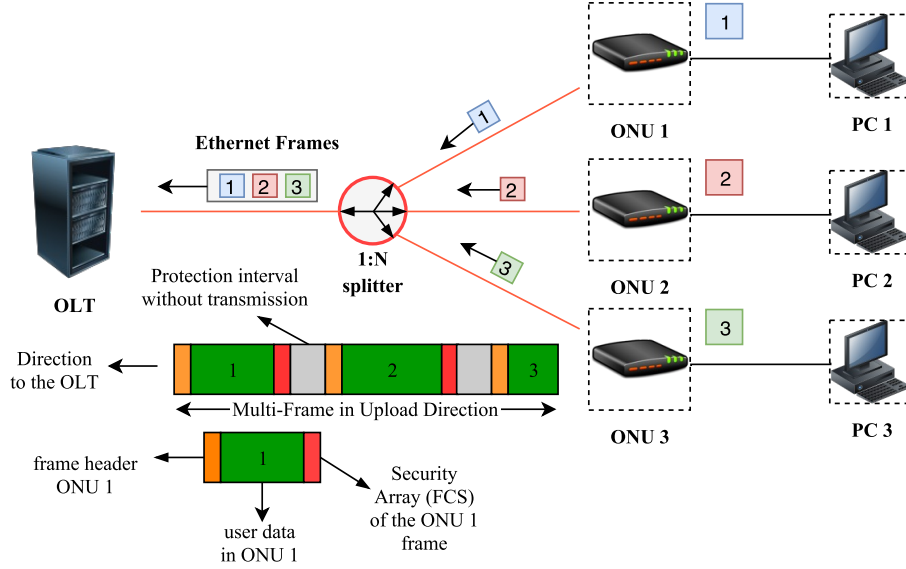 1
ONU 1
PC 1
1
Ethernet Frames
1 2 3
2
2
ONU 2
PC 2
1:N
splitter
OLT
3
3
ONU 3
PC 3
Protection interval
without transmission
Direction
to the OLT
1 2 3
Multi-Frame in Upload Direction
frame header
ONU 1
1
Security
Array (FCS)
of the ONU 1
frame
user data
in ONU 1